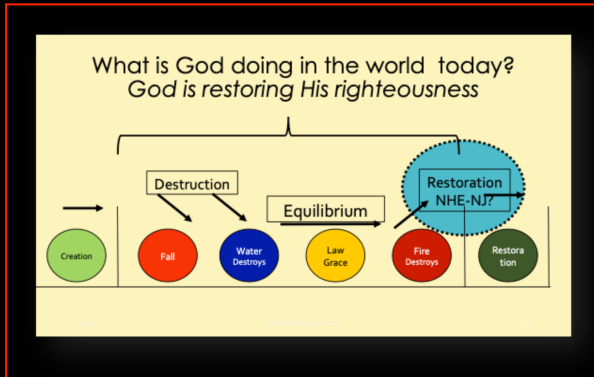 What is God doing in the world today?
God is restoring His righteousness
Destruction
Equilibrium
Restoration
NHE-NJ?
Creation
Fall
Water
Destroys
Law
Grace
Fire
Destroys
Restora
tion